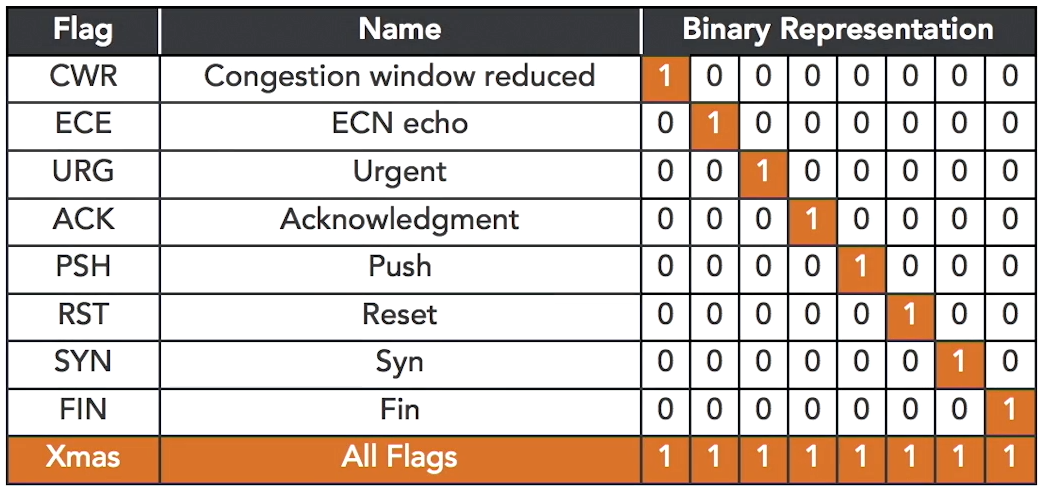 Flag Name Binary Representation
CWR Congestion window reduced 1 0 0 0 0 0 0 0
ECE ECN echo 0 1 0 0 0 0 0 0
URG Urgent 0 0 1 0 0 0 0 0
ACK Acknowledgment 0 0 0 1 0 0 0 0
PSH Push 0 0 0 0 1 0 0 0
RST Reset 0 0 0 0 0 1 0 0
SYN Syn 0 0 0 0 0 0 1 0
FIN Fin 0 0 0 0 0 0 0 1
Xmas All Flags 1 1 1 1 1 1 1 1